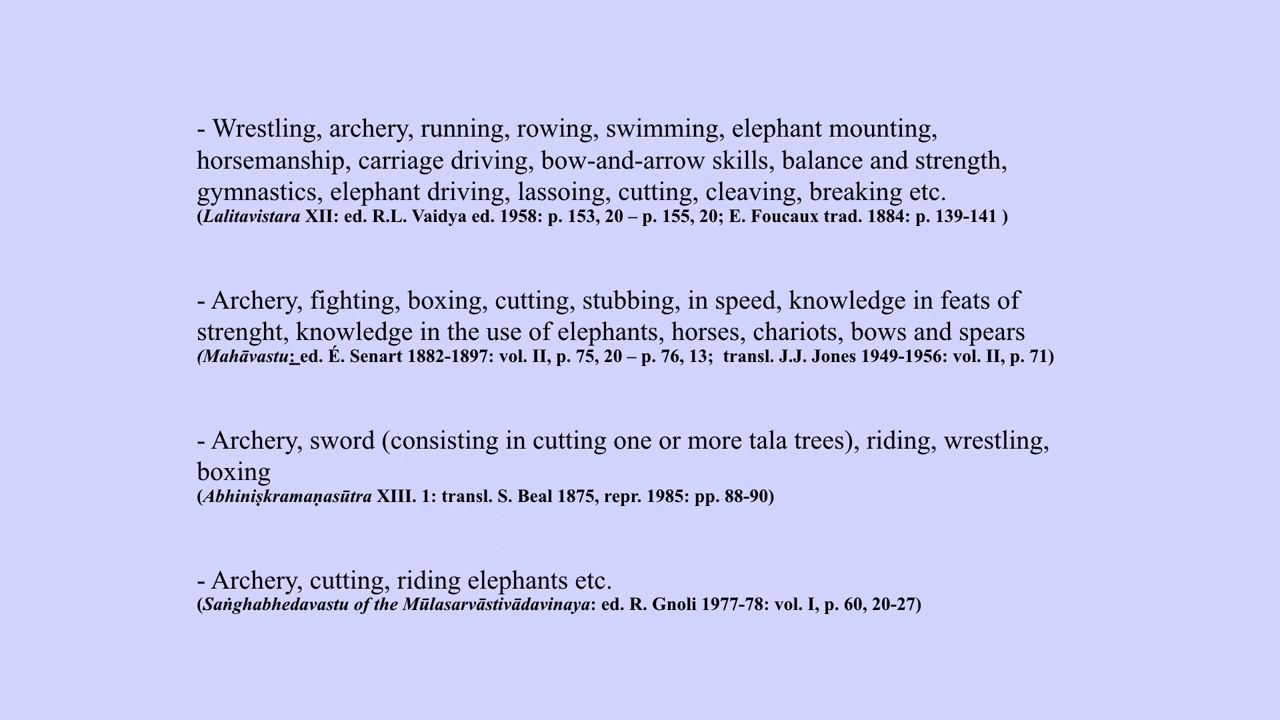 - Wrestling, archery, running, rowing, swimming, elephant mounting,
horsemanship, carriage driving, bow-and-arrow skills, balance and strength,
gymnastics, elephant driving, lassoing, cutting, cleaving, breaking etc.
(Lalitavistara XII: ed. R.L. Vaidya ed. 1958: p. 153, 20 – p. 155, 20; E. Foucaux trad. 1884: p. 139-141 )
- Archery, fighting, boxing, cutting, stubbing, in speed, knowledge in feats of
strenght, knowledge in the use of elephants, horses, chariots, bows and spears
(Mahāvastu: ed. É. Senart 1882-1897: vol. II, p. 75, 20 – p. 76, 13;  transl. J.J. Jones 1949-1956: vol. II, p. 71)
- Archery, sword (consisting in cutting one or more tala trees), riding, wrestling,
boxing
(Abhiniṣkramaṇasūtra XIII. 1: transl. S. Beal 1875, repr. 1985: pp. 88-90)
- Archery, cutting, riding elephants etc.
(Saṅghabhedavastu of the Mūlasarvāstivādavinaya: ed. R. Gnoli 1977-78: vol. I, p. 60, 20-27)